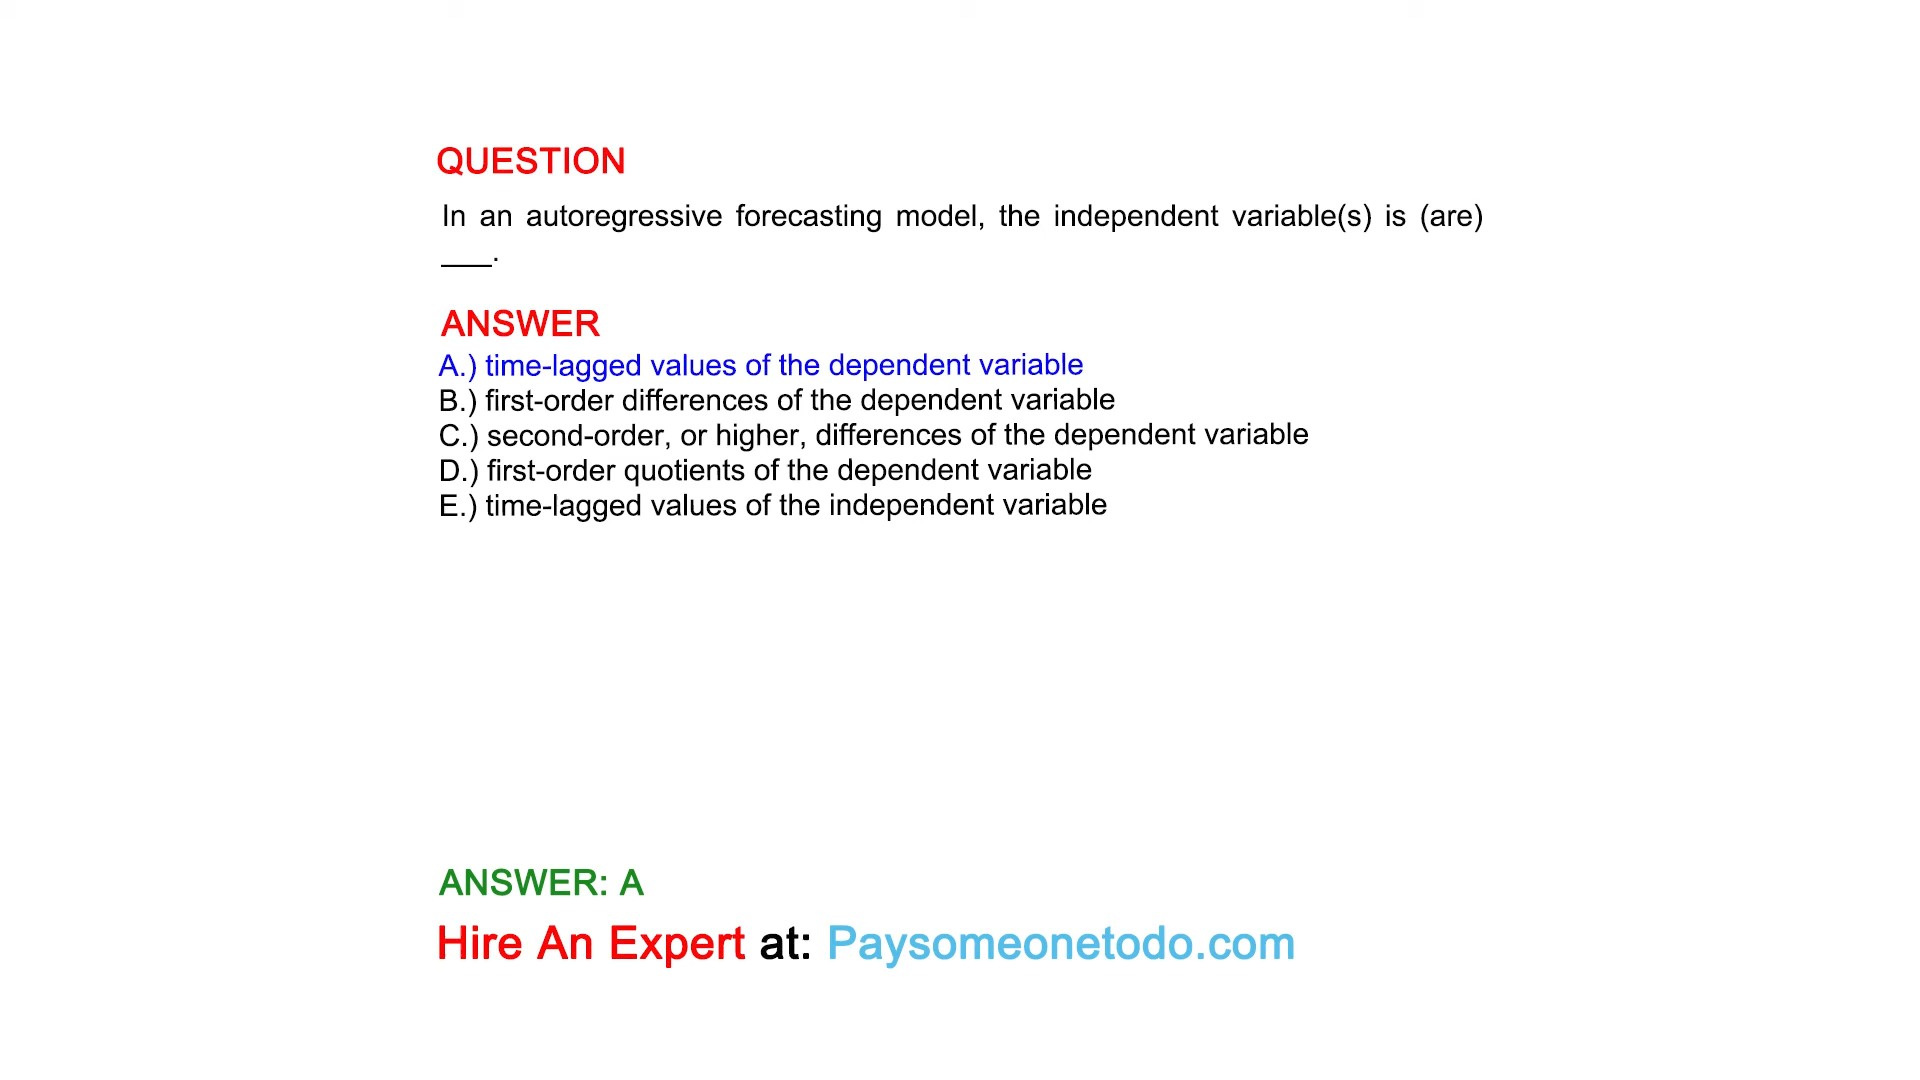 QUESTION
In an autoregressive forecasting model, the independent variable(s) is (are)
___.
ANSWER
A.) time-lagged values of the dependent variable
B.) first-order differences of the dependent variable
C.) second-order, or higher, differences of the dependent variable
D.) first-order quotients of the dependent variable
E.) time-lagged values of the independent variable
ANSWER: A
Hire An Expert at: Paysomeonetodo.com